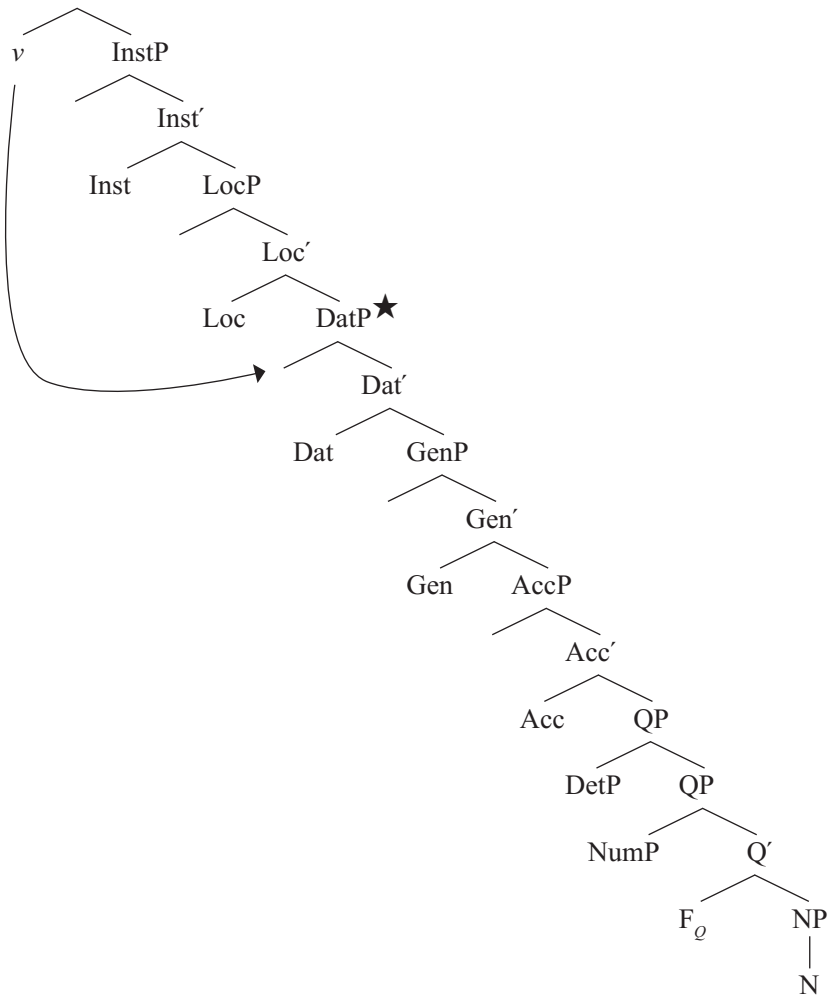 v InstP
Inst′
Inst LocP
Loc′
Loc DatP★
Dat′
Dat GenP
Gen′
Gen AccP
Acc′
Acc QP
DetP QP
NumP Q′
F_Q NP
N